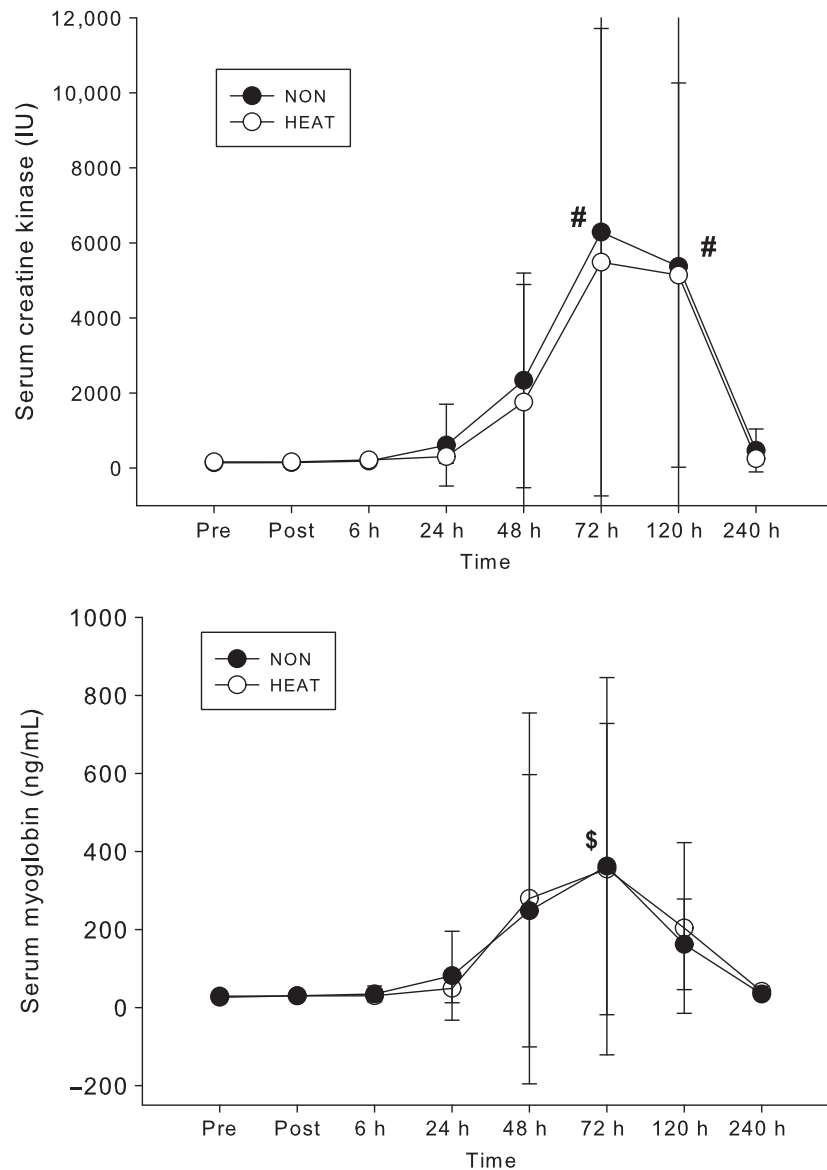 12,000
10,000
8000
6000
4000
2000
0
Serum creatine kinase (IU)
NON
HEAT
#
#
Pre Post 6 h 24 h 48 h 72 h 120 h 240 h
Time
1000
800
600
400
200
0
–200
Serum myoglobin (ng/mL)
NON
HEAT
$
Pre Post 6 h 24 h 48 h 72 h 120 h 240 h
Time